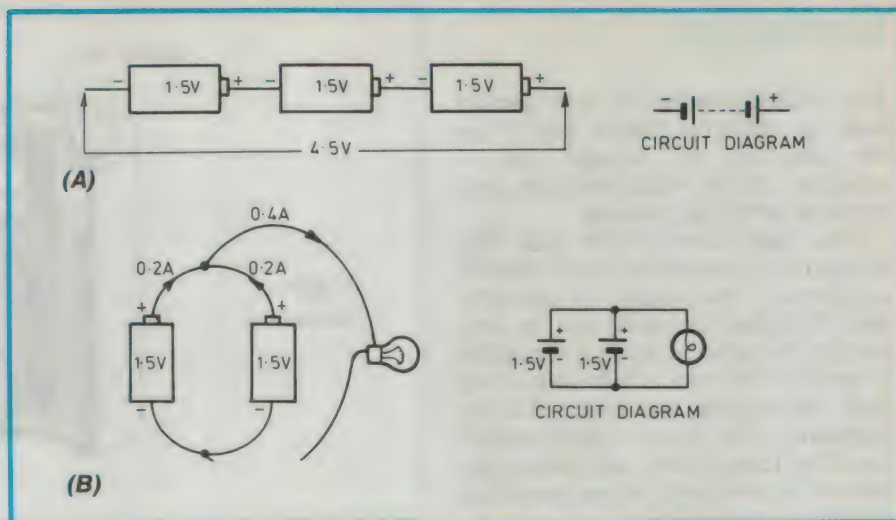 - 1·5V + - 1·5V + - 1·5V +
4·5V
- +
CIRCUIT DIAGRAM
(A)
0·4A
0·2A 0·2A
+ +
1·5V 1·5V
- -
+ +
1·5V - 1·5V -
CIRCUIT DIAGRAM
(B)